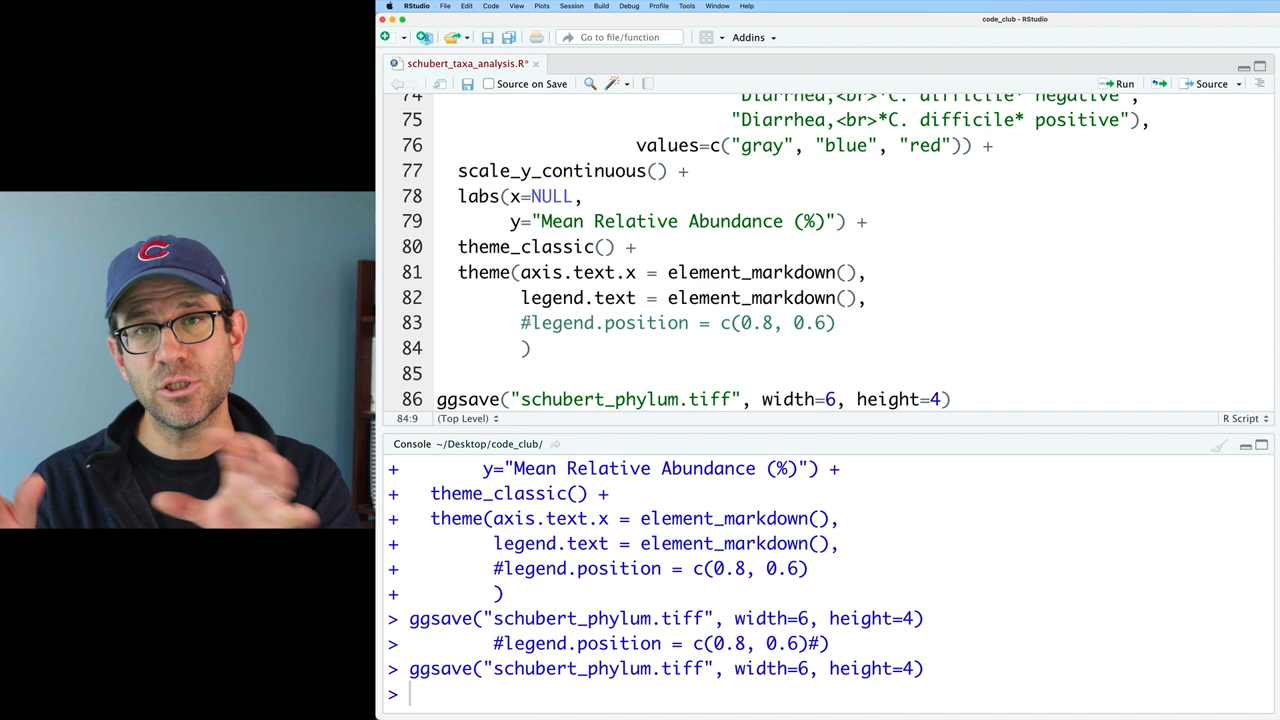 RStudio File Edit Code View Plots Session Build Debug Profile Tools Window Help
code_club - RStudio
Go to file/function Addins
schubert_taxa_analysis.R*
Source on Save Run Source
74 "Diarrhea,<br>*C. difficile* negative",
75 "Diarrhea,<br>*C. difficile* positive"),
76 values=c("gray", "blue", "red")) +
77 scale_y_continuous() +
78 labs(x=NULL,
79 y="Mean Relative Abundance (%)") +
80 theme_classic() +
81 theme(axis.text.x = element_markdown(),
82 legend.text = element_markdown(),
83 #legend.position = c(0.8, 0.6)
84 )
85
86 ggsave("schubert_phylum.tiff", width=6, height=4)
84:9 (Top Level) R Script
Console ~/Desktop/code_club/
+ y="Mean Relative Abundance (%)") +
+ theme_classic() +
+ theme(axis.text.x = element_markdown(),
+ legend.text = element_markdown(),
+ #legend.position = c(0.8, 0.6)
+ )
> ggsave("schubert_phylum.tiff", width=6, height=4)
> #legend.position = c(0.8, 0.6)#)
> ggsave("schubert_phylum.tiff", width=6, height=4)
>
C